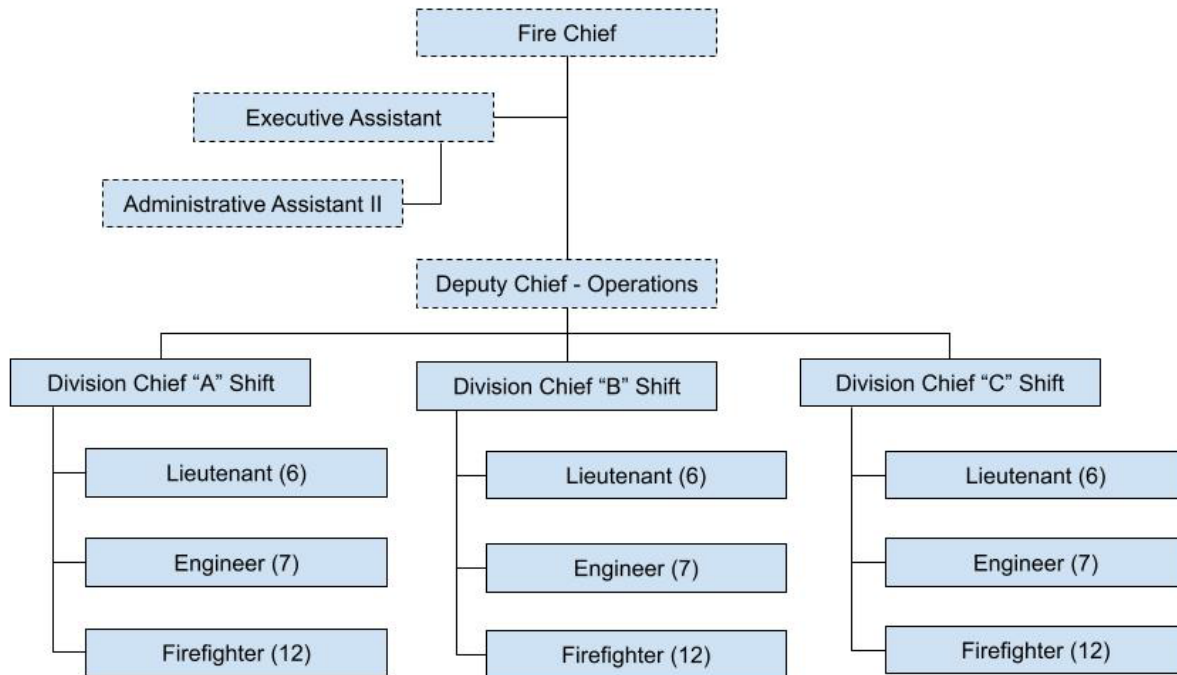 Fire Chief
Executive Assistant
Administrative Assistant II
Deputy Chief - Operations
Division Chief “A” Shift
Division Chief “B” Shift
Division Chief “C” Shift
Lieutenant (6)
Lieutenant (6)
Lieutenant (6)
Engineer (7)
Engineer (7)
Engineer (7)
Firefighter (12)
Firefighter (12)
Firefighter (12)